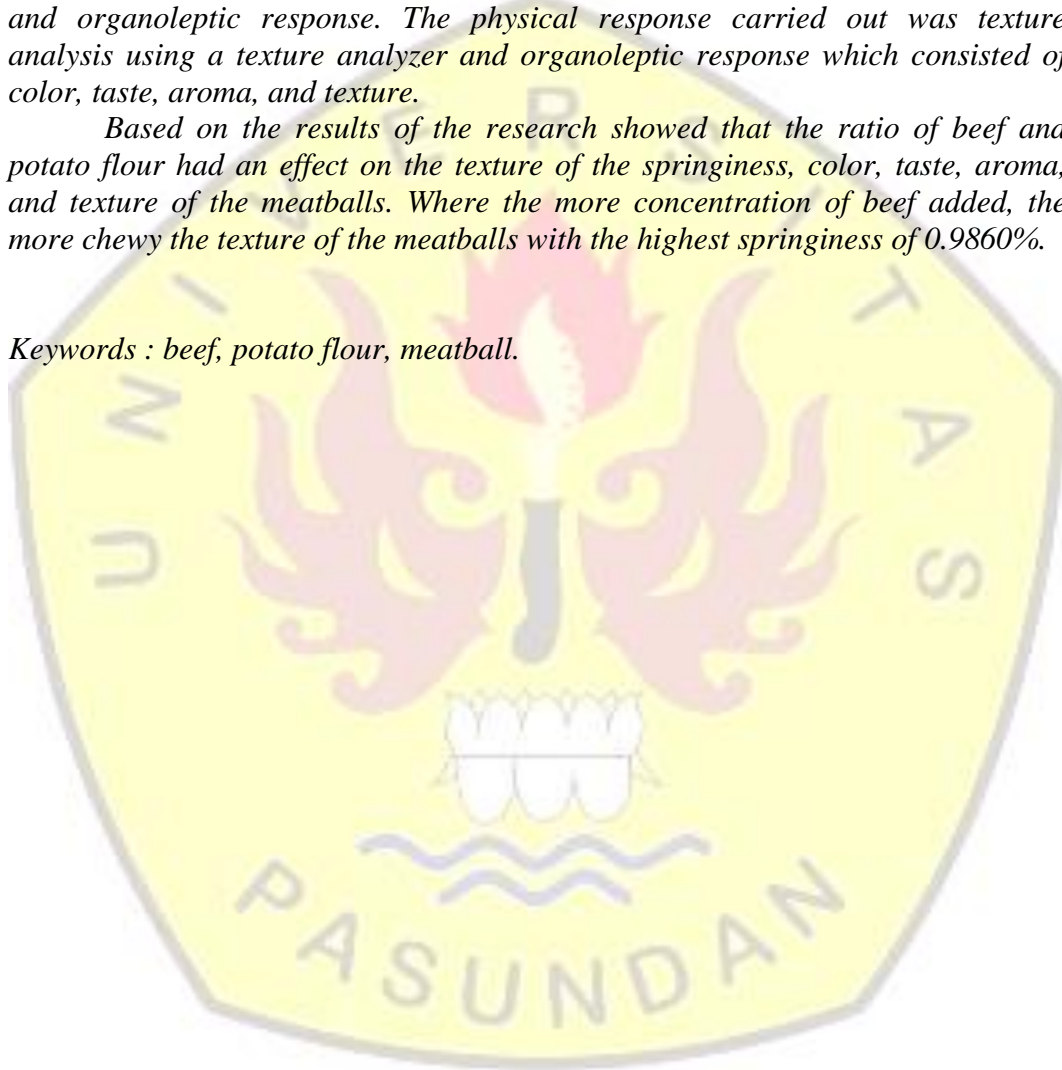 and organoleptic response. The physical response carried out was texture
analysis using a texture analyzer and organoleptic response which consisted of
color, taste, aroma, and texture.
Based on the results of the research showed that the ratio of beef and
potato flour had an effect on the texture of the springiness, color, taste, aroma,
and texture of the meatballs. Where the more concentration of beef added, the
more chewy the texture of the meatballs with the highest springiness of 0.9860%.
Keywords : beef, potato flour, meatball.
UNIVERSITAS
PASUNDAN